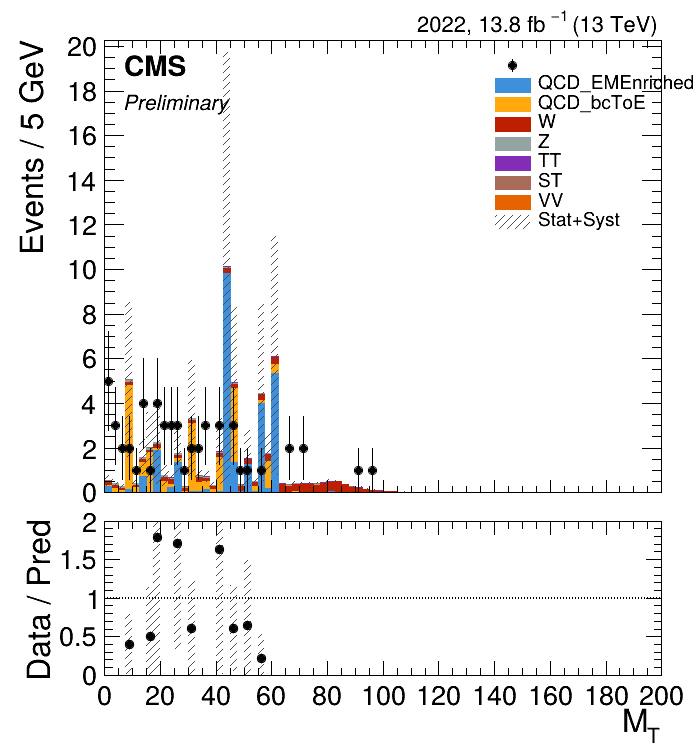 2022, 13.8 fb⁻¹ (13 TeV)
Events / 5 GeV
20
18
16
14
12
10
8
6
4
2
0
CMS
Preliminary
QCD_EMEnriched
QCD_bcToE
W
Z
TT
ST
VV
Stat+Syst
Data / Pred
2
1.5
1
0.5
0
0 20 40 60 80 100 120 140 160 180 200
M_T